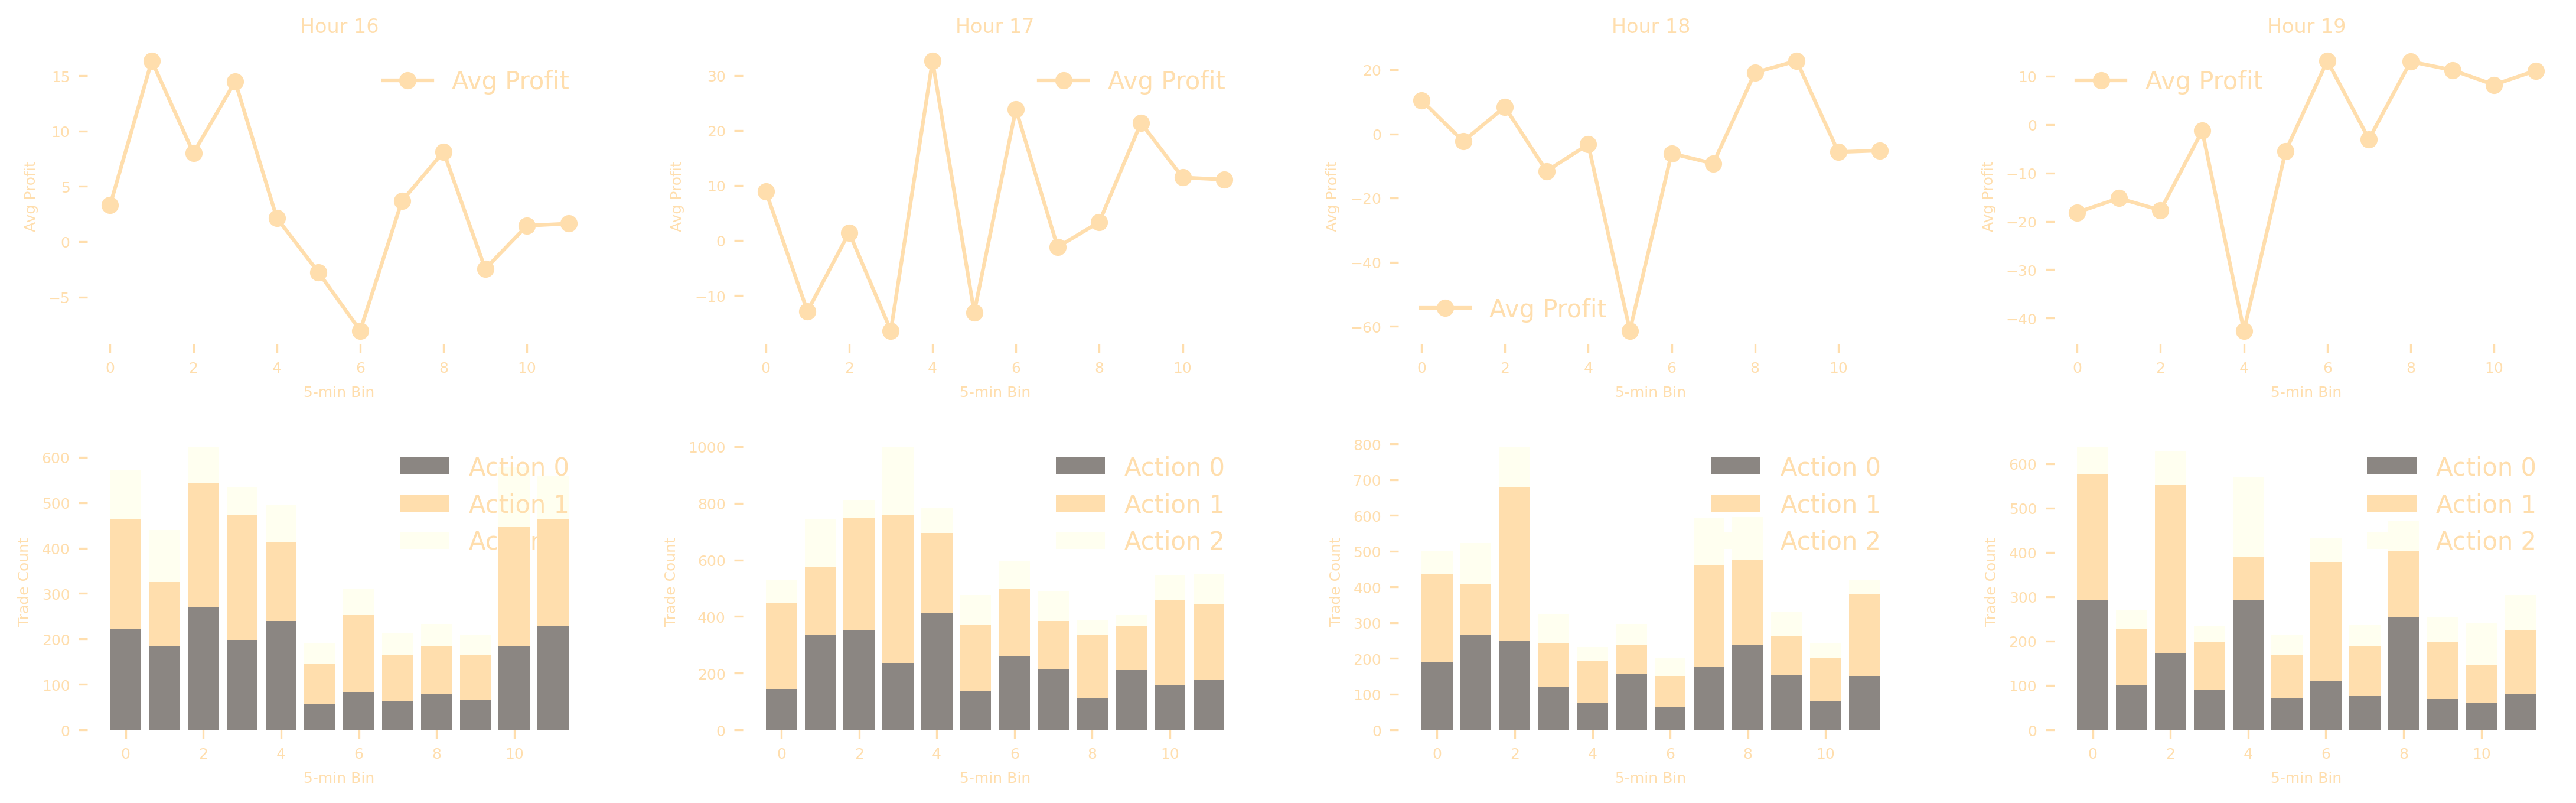 Hour 16
Avg Profit
15
10
5
0
−5
Avg Profit
0 2 4 6 8 10
5-min Bin
Hour 17
Avg Profit
30
20
10
0
−10
Avg Profit
0 2 4 6 8 10
5-min Bin
Hour 18
20
0
−20
−40
−60
Avg Profit
Avg Profit
0 2 4 6 8 10
5-min Bin
Hour 19
Avg Profit
10
0
−10
−20
−30
−40
Avg Profit
0 2 4 6 8 10
5-min Bin
600
500
400
300
200
100
0
Trade Count
Action 0
Action 1
0 2 4 6 8 10
5-min Bin
1000
800
600
400
200
0
Trade Count
Action 0
Action 1
Action 2
0 2 4 6 8 10
5-min Bin
800
700
600
500
400
300
200
100
0
Trade Count
Action 0
Action 1
Action 2
0 2 4 6 8 10
5-min Bin
600
500
400
300
200
100
0
Trade Count
Action 0
Action 1
Action 2
0 2 4 6 8 10
5-min Bin